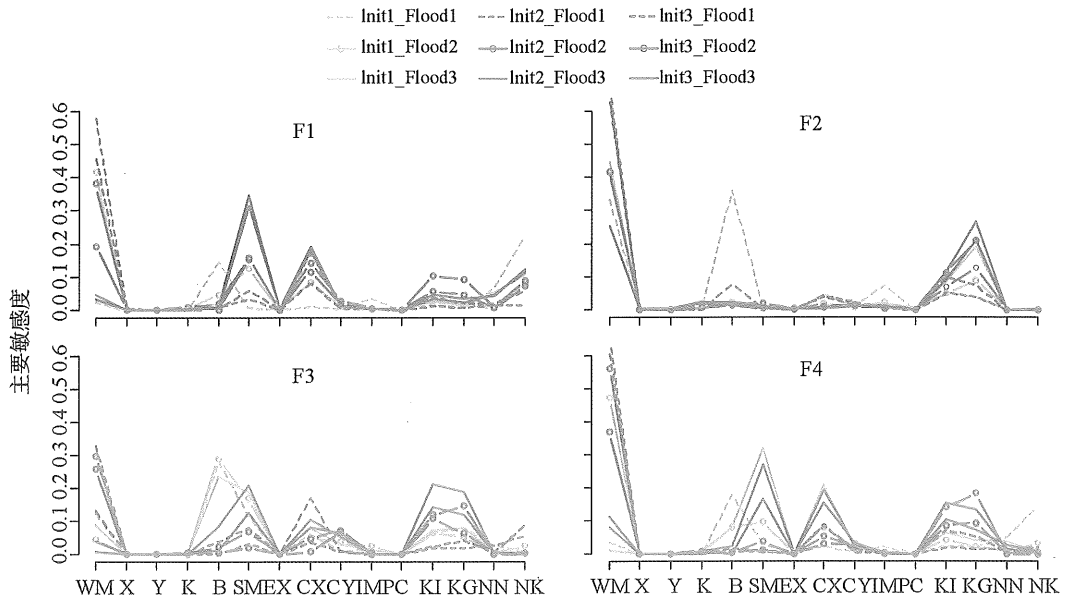 Init1_Flood1 Init2_Flood1 Init3_Flood1
Init1_Flood2 Init2_Flood2 Init3_Flood2
Init1_Flood3 Init2_Flood3 Init3_Flood3
主要敏感度
F1
0.6
0.5
0.4
0.3
0.2
0.1
0.0
F2
F3
0.6
0.5
0.4
0.3
0.2
0.1
0.0
F4
WM X Y K B SM EX CX CY IM PC KI KG NN NK
WM X Y K B SM EX CX CY IM PC KI KG NN NK